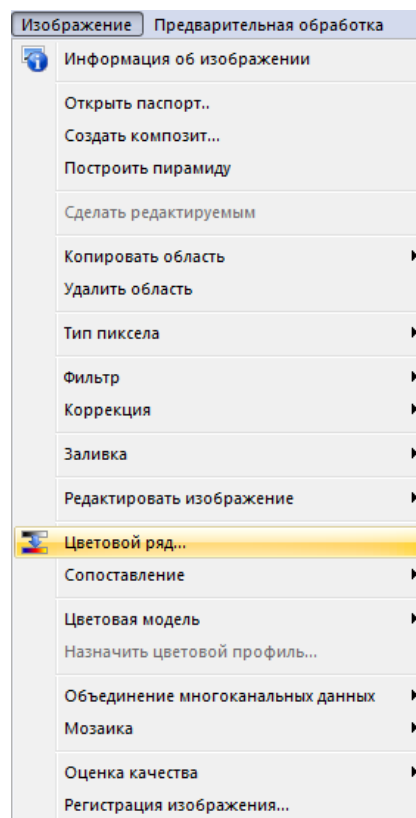 Изображение Предварительная обработка
Информация об изображении
Открыть паспорт..
Создать композит...
Построить пирамиду
Сделать редактируемым
Копировать область
Удалить область
Тип пиксела
Фильтр
Коррекция
Заливка
Редактировать изображение
Цветовой ряд...
Сопоставление
Цветовая модель
Назначить цветовой профиль...
Объединение многоканальных данных
Мозаика
Оценка качества
Регистрация изображения...